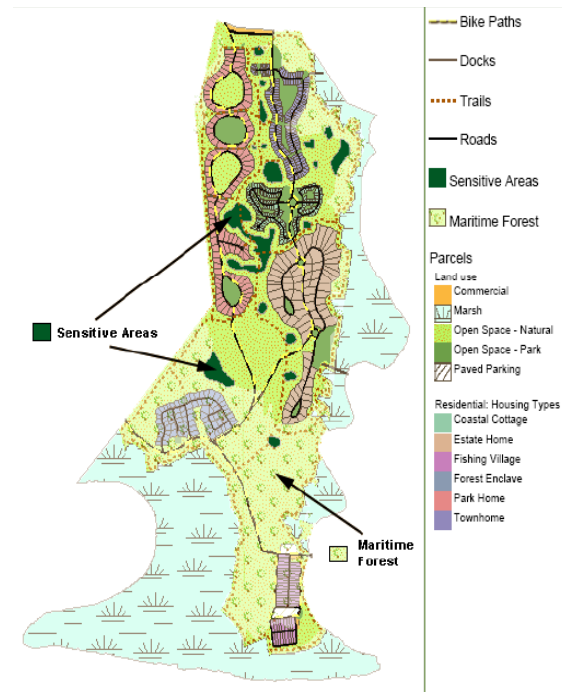 Bike Paths
Docks
Trails
Roads
Sensitive Areas
Maritime Forest
Parcels
Land use
Commercial
Marsh
Open Space - Natural
Open Space - Park
Paved Parking
Residential: Housing Types
Coastal Cottage
Estate Home
Fishing Village
Forest Enclave
Park Home
Townhome
Sensitive Areas
Maritime
Forest